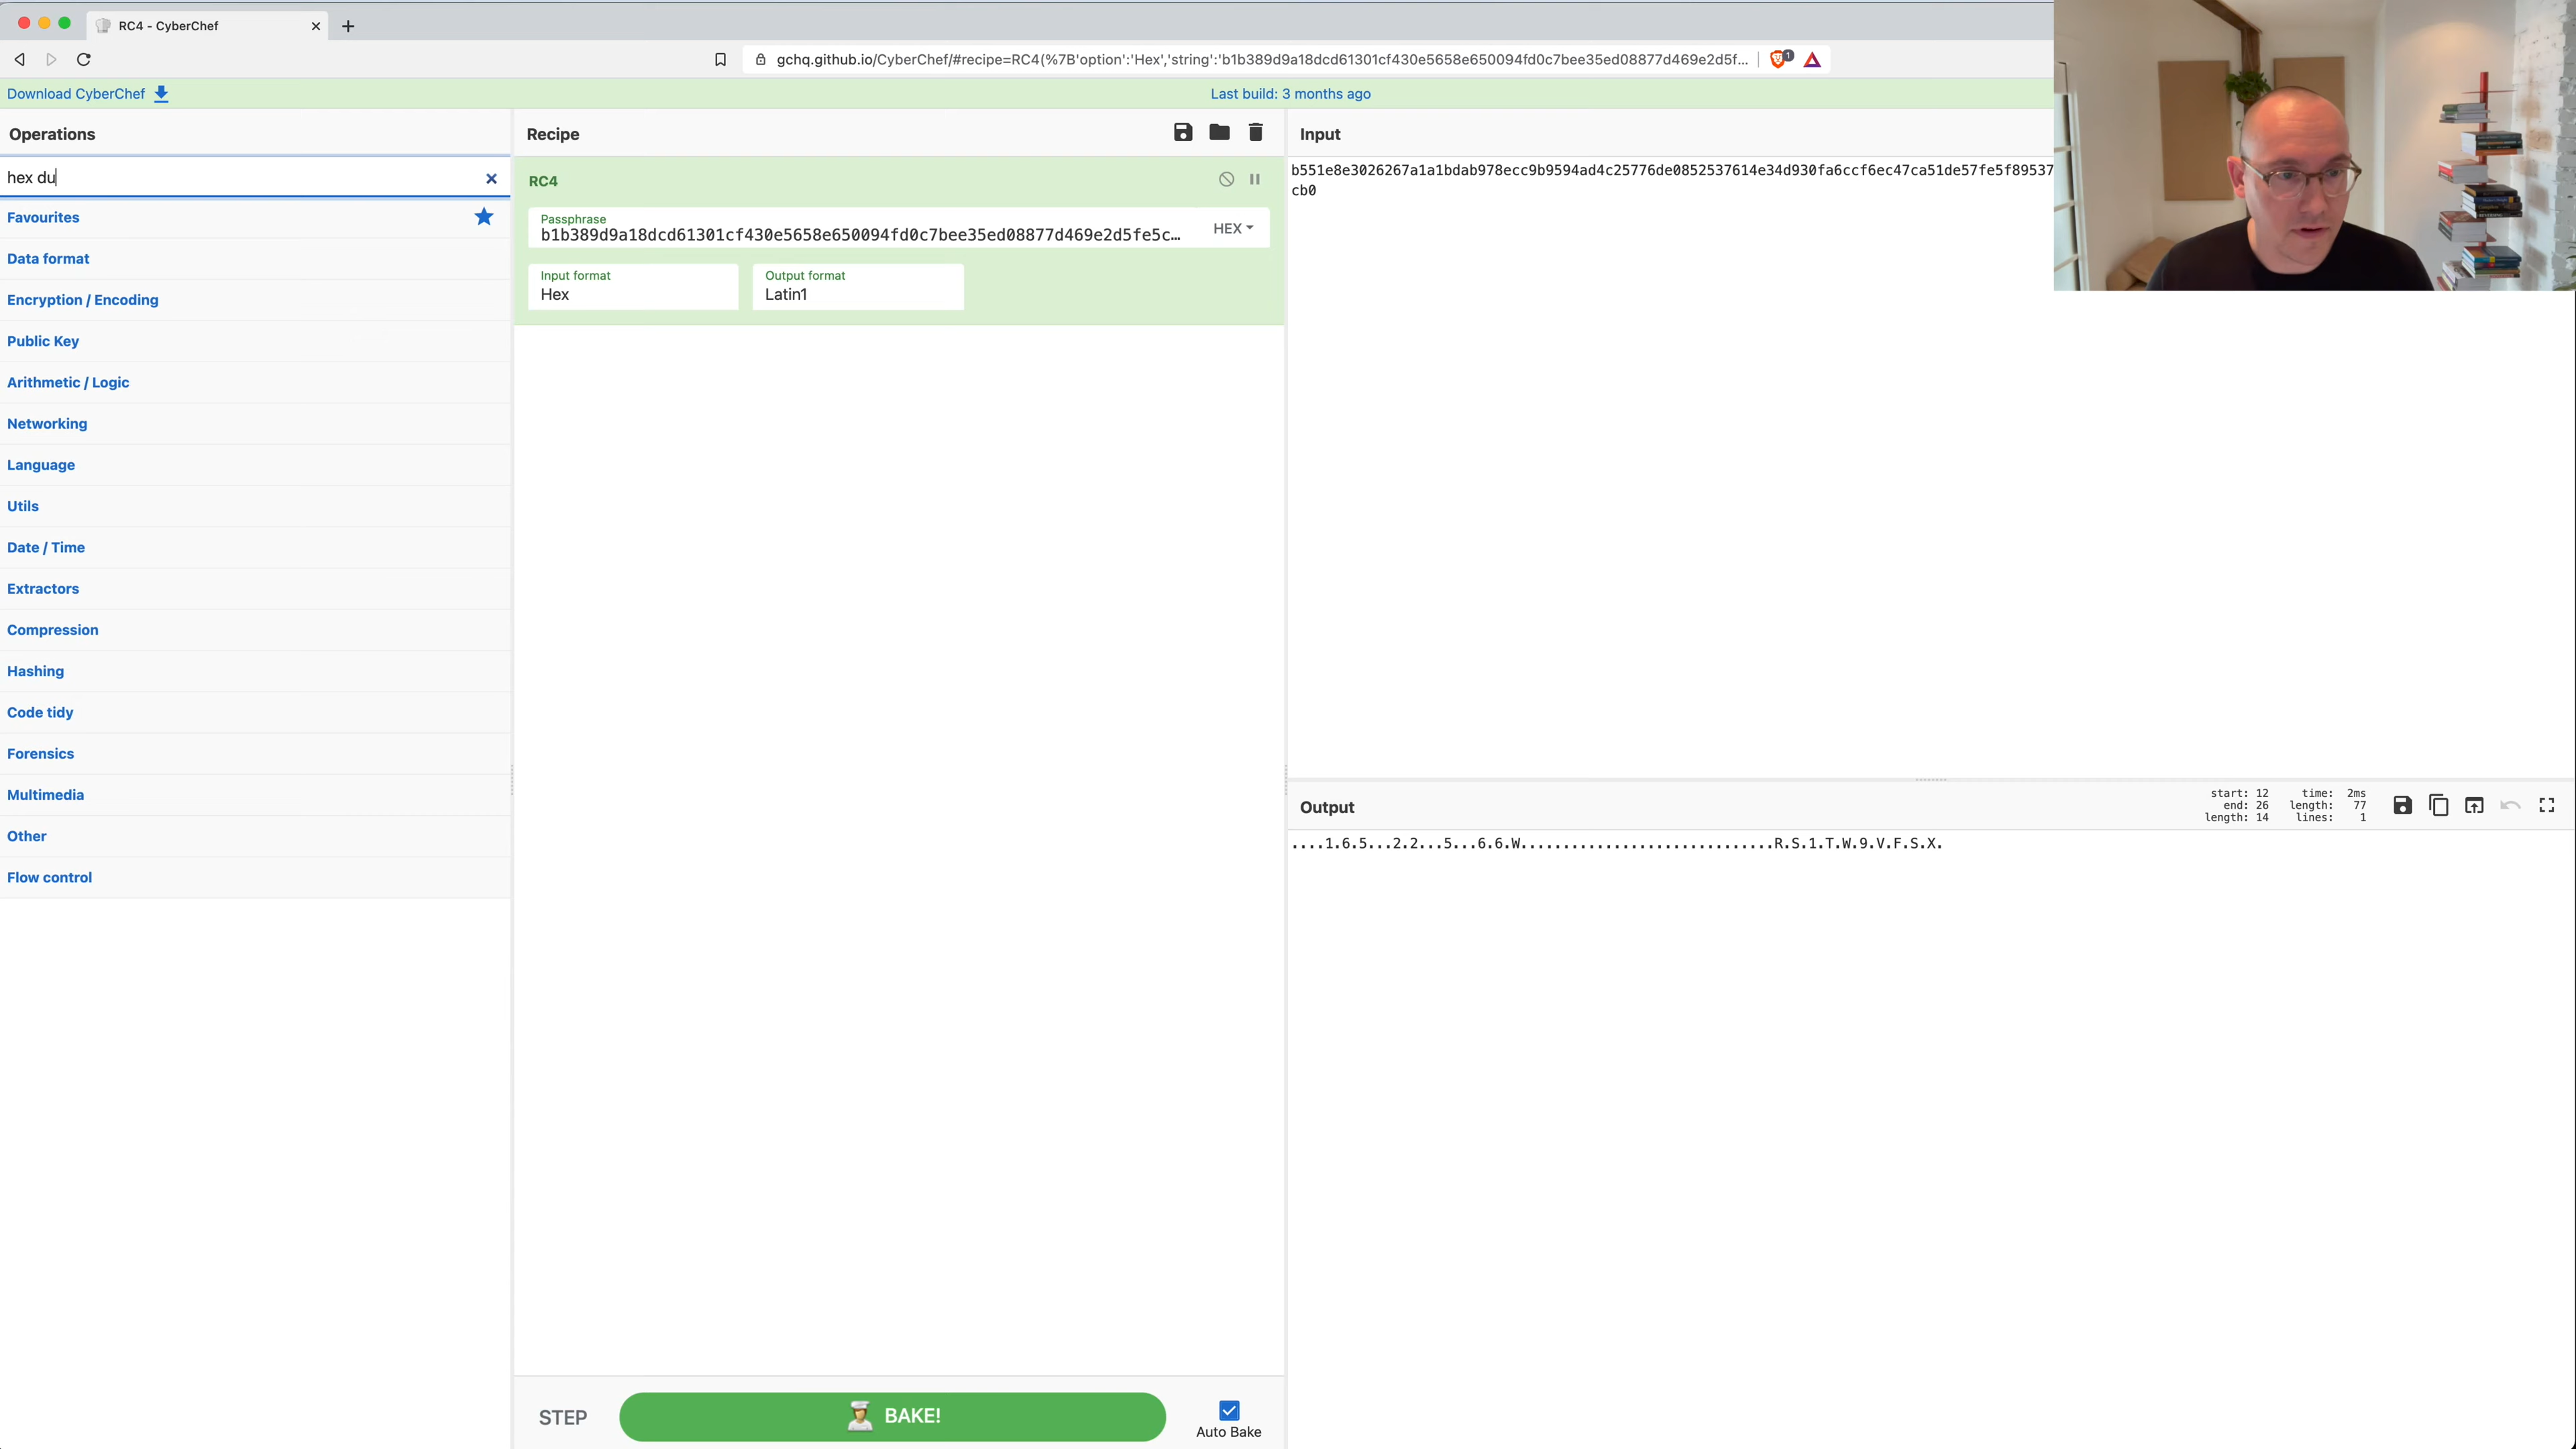 RC4 - CyberChef
gchq.github.io/CyberChef/#recipe=RC4(%7B'option':'Hex','string':'b1b389d9a18dcd61301cf430e5658e650094fd0c7bee35ed08877d469e2d5f...
1
Download CyberChef
Last build: 3 months ago
Operations
hex du
Favourites
Data format
Encryption / Encoding
Public Key
Arithmetic / Logic
Networking
Language
Utils
Date / Time
Extractors
Compression
Hashing
Code tidy
Forensics
Multimedia
Other
Flow control
Recipe
RC4
Passphrase
b1b389d9a18dcd61301cf430e5658e650094fd0c7bee35ed08877d469e2d5fe5c…
HEX
Input format
Hex
Output format
Latin1
STEP
BAKE!
Auto Bake
Input
b551e8e3026267a1a1bdab978ecc9b9594ad4c25776de0852537614e34d930fa6ccf6ec47ca51de57fe5f89537
cb0
Output
start: 12 time: 2ms
end: 26 length: 77
length: 14 lines: 1
....1.6.5...2.2...5...6.6.W..............................R.S.1.T.W.9.V.F.S.X.